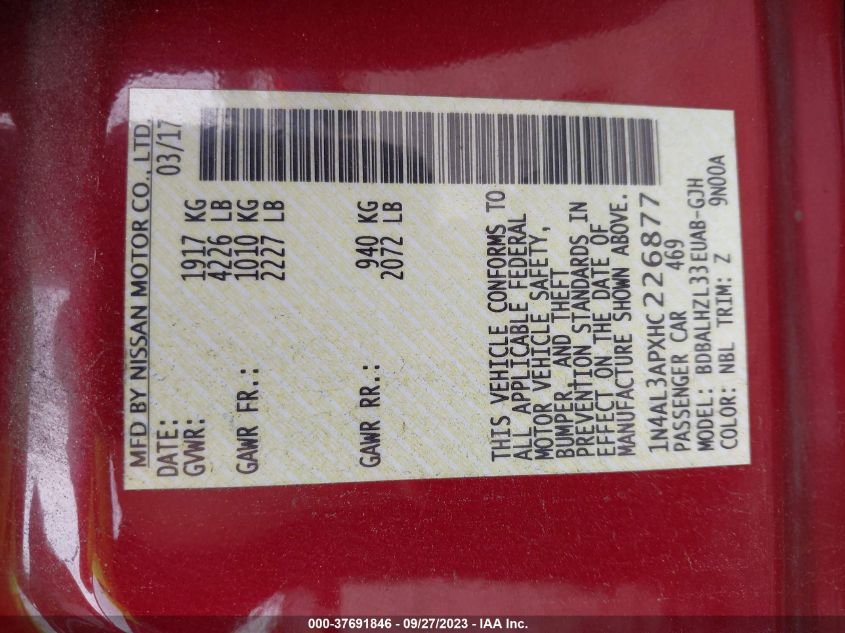 MFD BY NISSAN MOTOR CO., LTD.
DATE: 03/17
GVWR: 1917 KG
4226 LB
GAWR FR.: 1010 KG
2227 LB
GAWR RR.: 940 KG
2072 LB
THIS VEHICLE CONFORMS TO
ALL APPLICABLE FEDERAL
MOTOR VEHICLE SAFETY,
BUMPER, AND THEFT
PREVENTION STANDARDS IN
EFFECT ON THE DATE OF
MANUFACTURE SHOWN ABOVE.
1N4AL3APXHC226877
PASSENGER CAR 469
MODEL: BDBALHZL33EUAB-GJH
COLOR: NBL TRIM: Z 9N00A
000-37691846 - 09/27/2023 - IAA Inc.